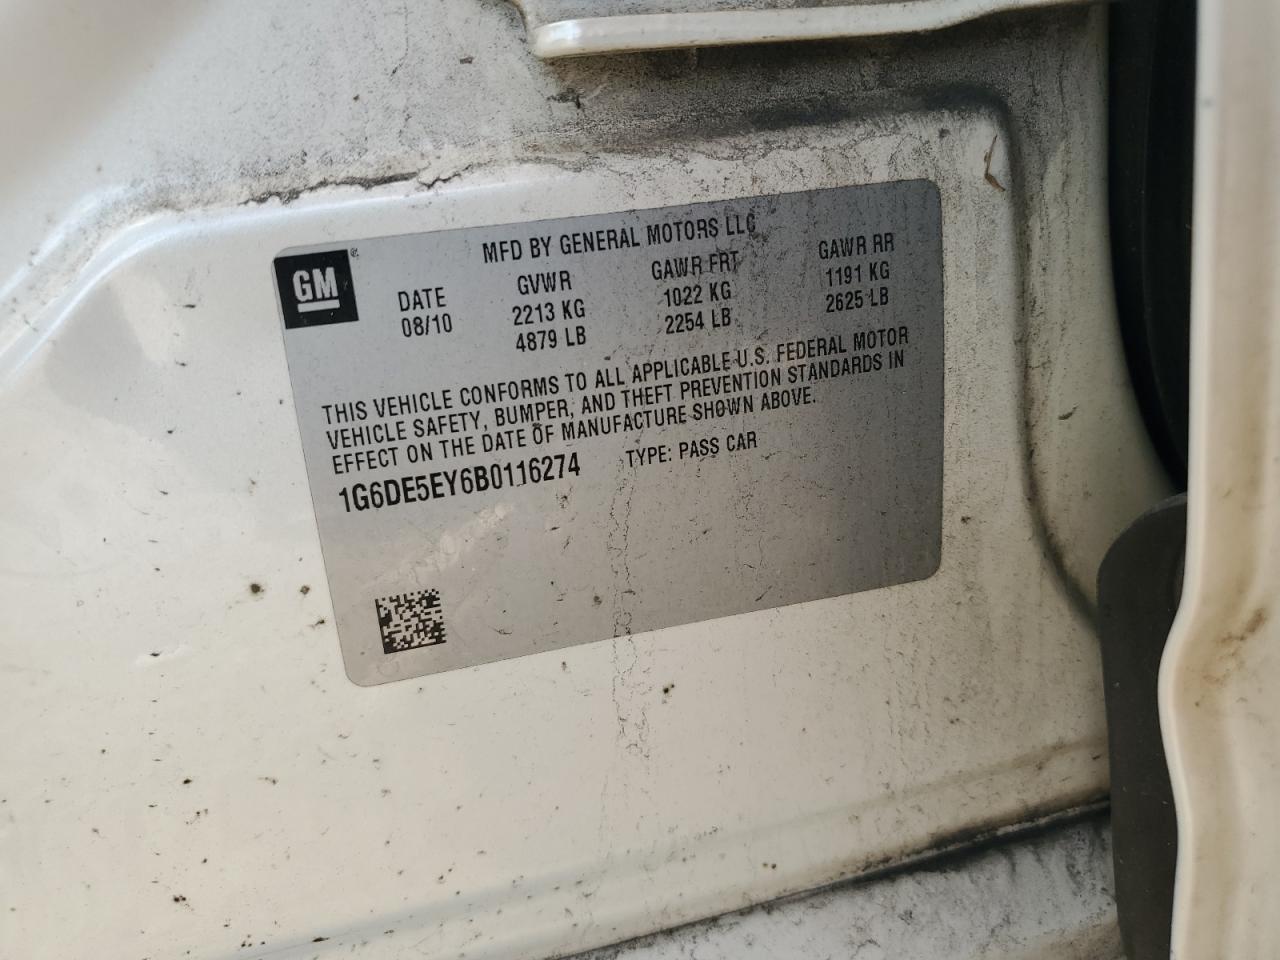 MFD BY GENERAL MOTORS LLC
GM ®
DATE GVWR GAWR FRT GAWR RR
08/10 2213 KG 1022 KG 1191 KG
4879 LB 2254 LB 2625 LB
THIS VEHICLE CONFORMS TO ALL APPLICABLE U.S. FEDERAL MOTOR
VEHICLE SAFETY, BUMPER, AND THEFT PREVENTION STANDARDS IN
EFFECT ON THE DATE OF MANUFACTURE SHOWN ABOVE.
1G6DE5EY6B0116274 TYPE: PASS CAR